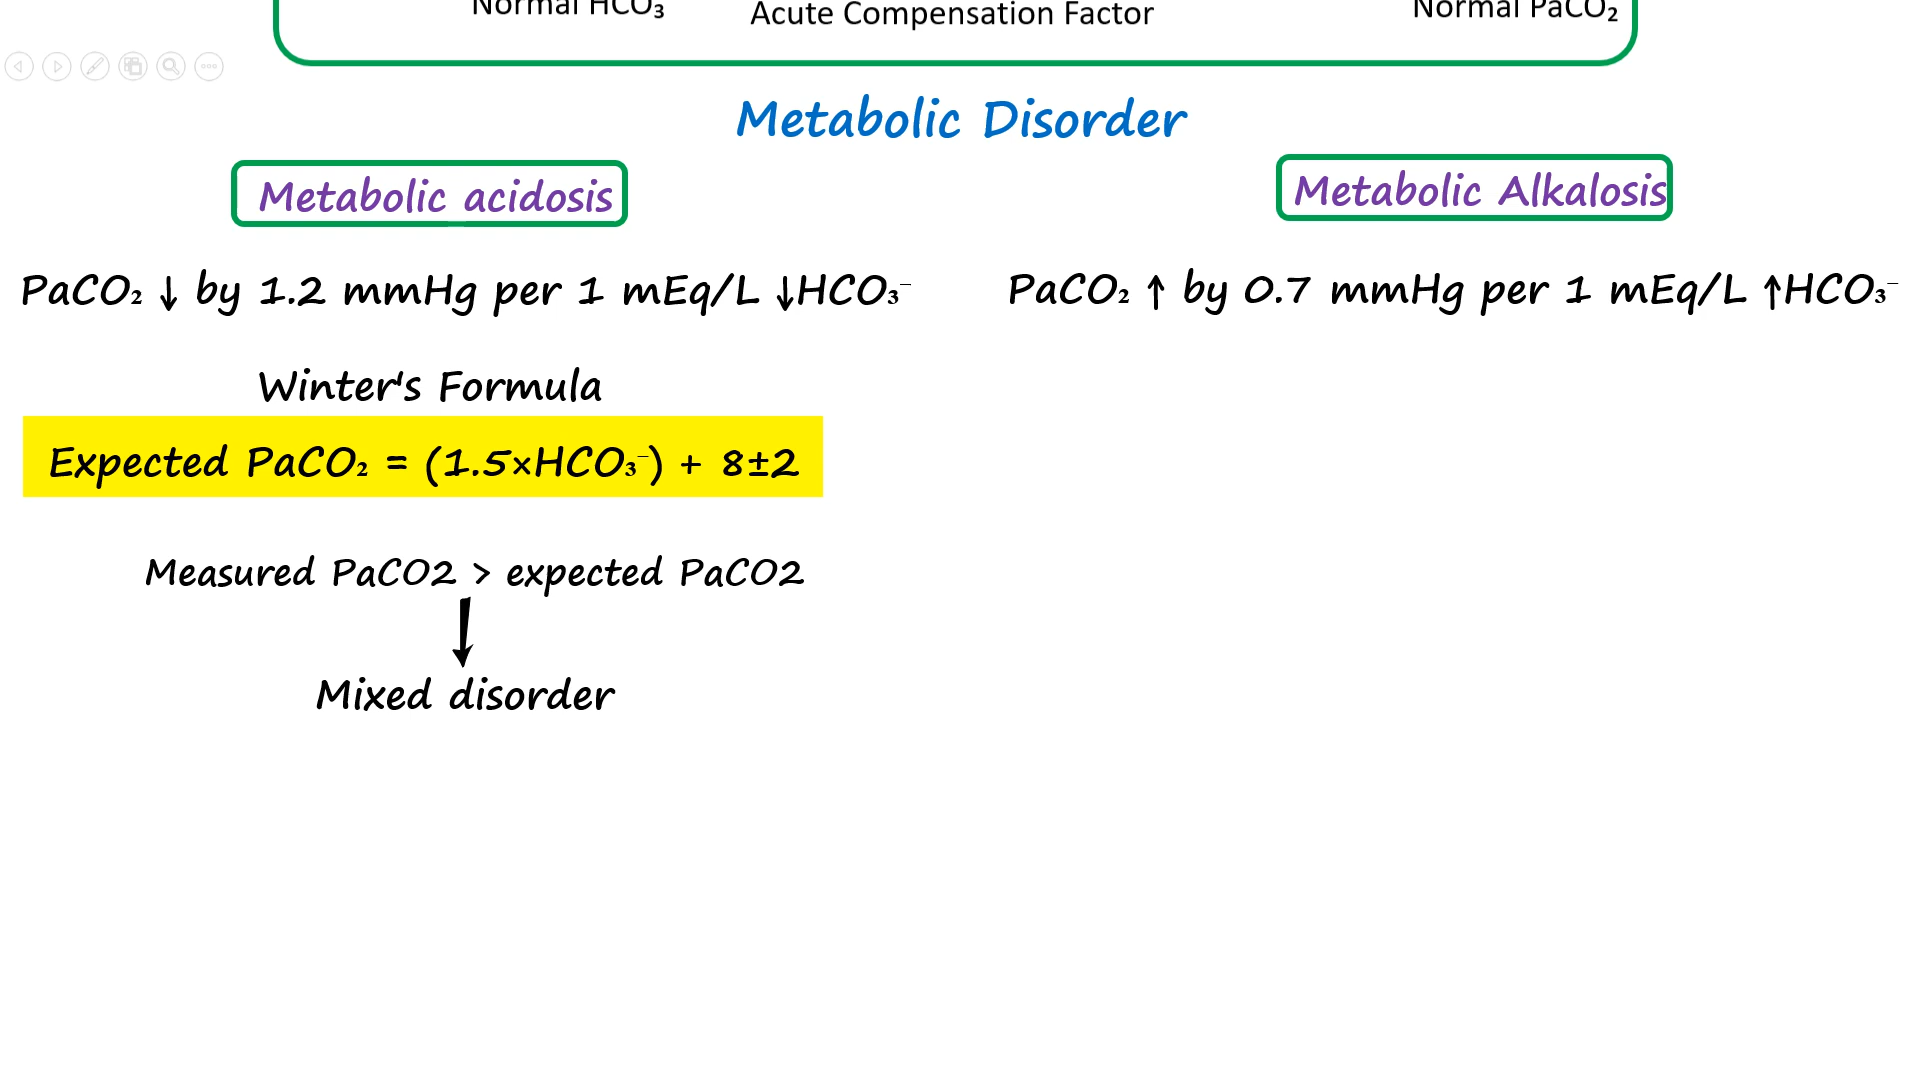 Normal HCO₃ Acute Compensation Factor Normal PaCO₂
Metabolic Disorder
Metabolic acidosis
Metabolic Alkalosis
PaCO₂ ↓ by 1.2 mmHg per 1 mEq/L ↓HCO₃⁻
PaCO₂ ↑ by 0.7 mmHg per 1 mEq/L ↑HCO₃⁻
Winter's Formula
Expected PaCO₂ = (1.5×HCO₃⁻) + 8±2
Measured PaCO2 > expected PaCO2
Mixed disorder